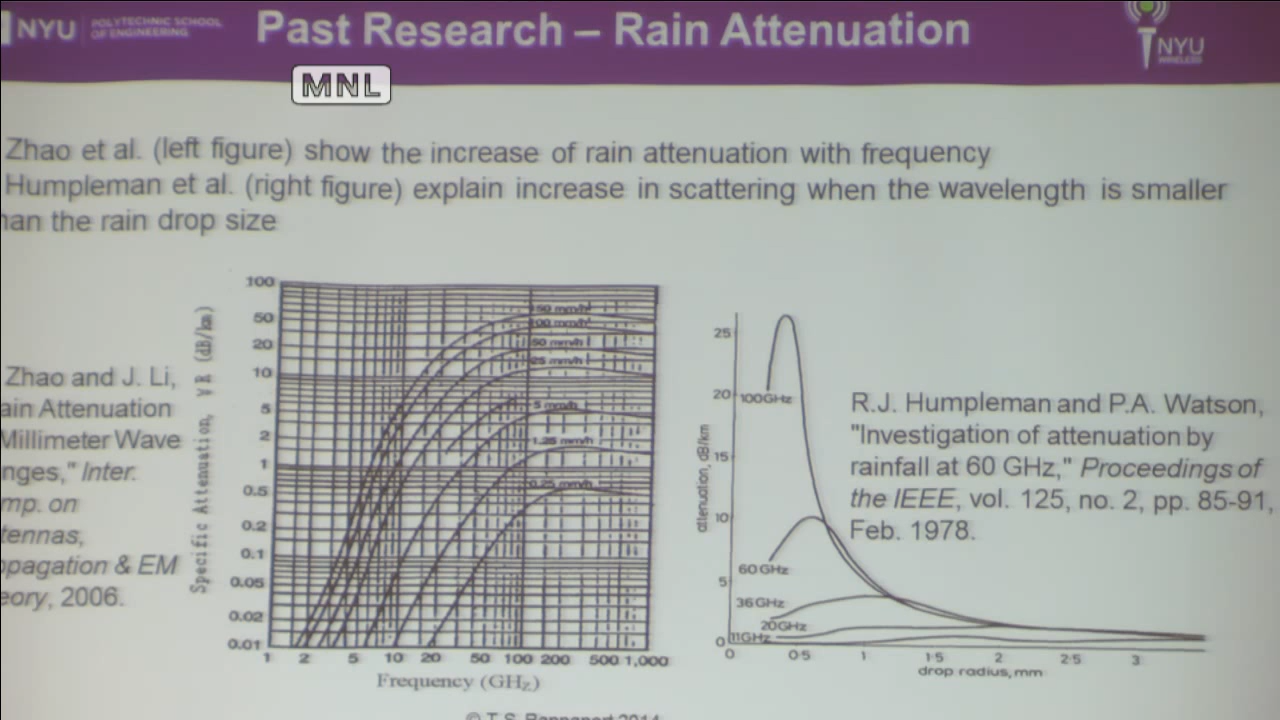 NYU POLYTECHNIC SCHOOL
OF ENGINEERING
Past Research – Rain Attenuation
NYU
WIRELESS
MNL
Zhao et al. (left figure) show the increase of rain attenuation with frequency
Humpleman et al. (right figure) explain increase in scattering when the wavelength is smaller
han the rain drop size
Zhao and J. Li,
ain Attenuation
Millimeter Wave
nges," Inter.
mp. on
tennas,
opagation & EM
eory, 2006.
Specific Attenuation, γR (dB/km)
100
50
20
10
5
2
1
0.5
0.2
0.1
0.05
0.02
0.01
150 mm/h
100 mm/h
50 mm/h
25 mm/h
5 mm/h
1.25 mm/h
0.25 mm/h
1 2 5 10 20 50 100 200 500 1,000
Frequency (GHz)
attenuation, dB/km
25
20
15
10
5
0
100GHz
60GHz
36GHz
20GHz
11GHz
0 0·5 1 1·5 2 2·5 3
drop radius, mm
R.J. Humpleman and P.A. Watson,
"Investigation of attenuation by
rainfall at 60 GHz," Proceedings of
the IEEE, vol. 125, no. 2, pp. 85-91,
Feb. 1978.
© T.S. Rappaport 2014